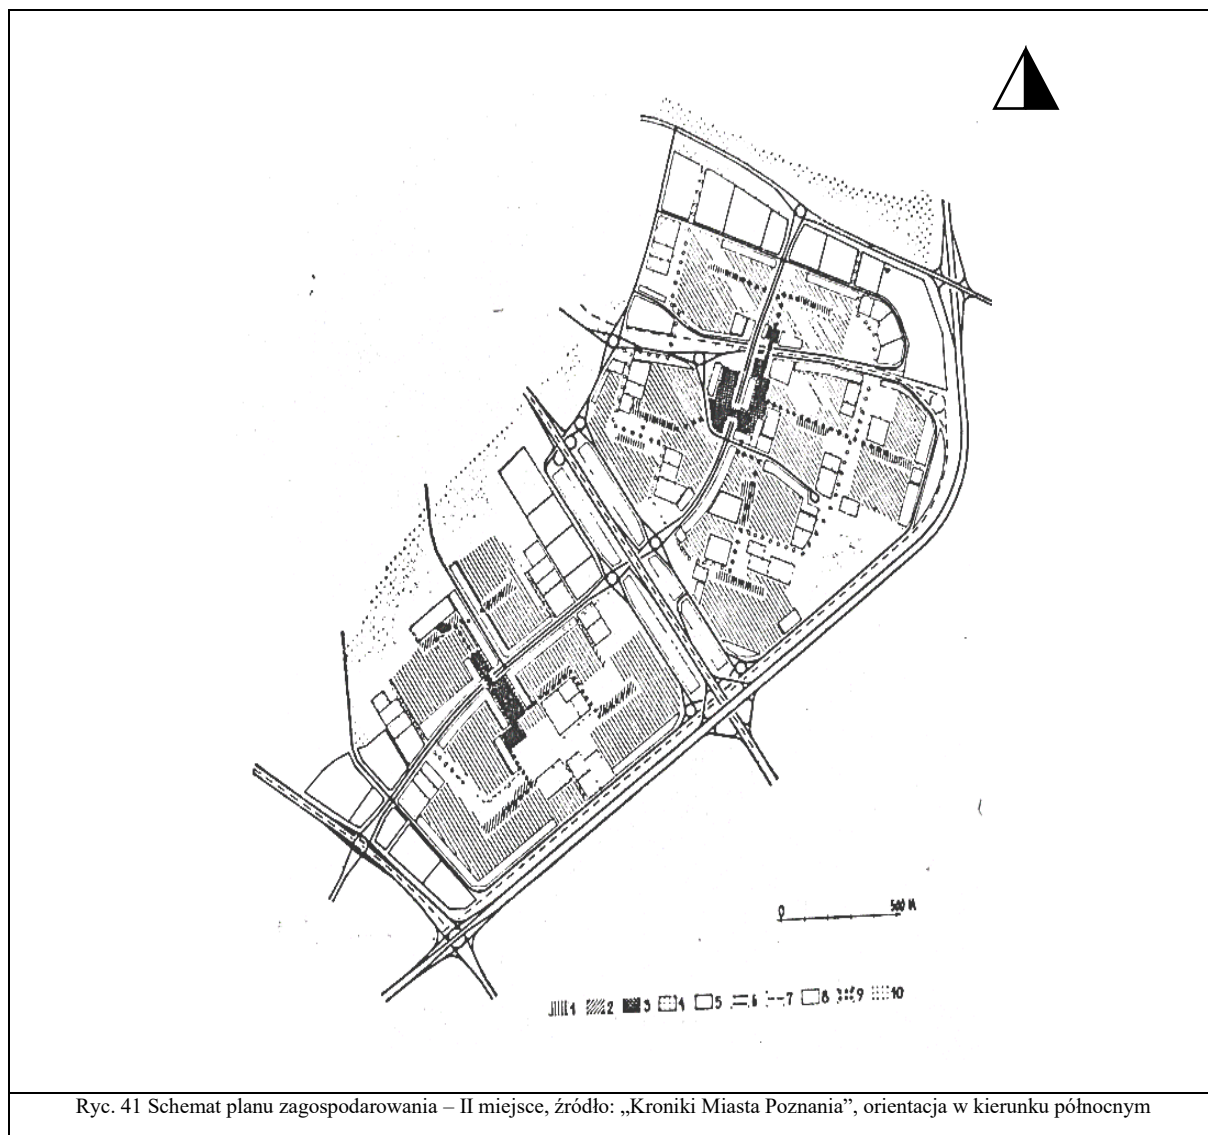 0
500 M
1 2 3 4 5 6 7 8 9 10
Ryc. 41 Schemat planu zagospodarowania – II miejsce, źródło: „Kroniki Miasta Poznania”, orientacja w kierunku północnym